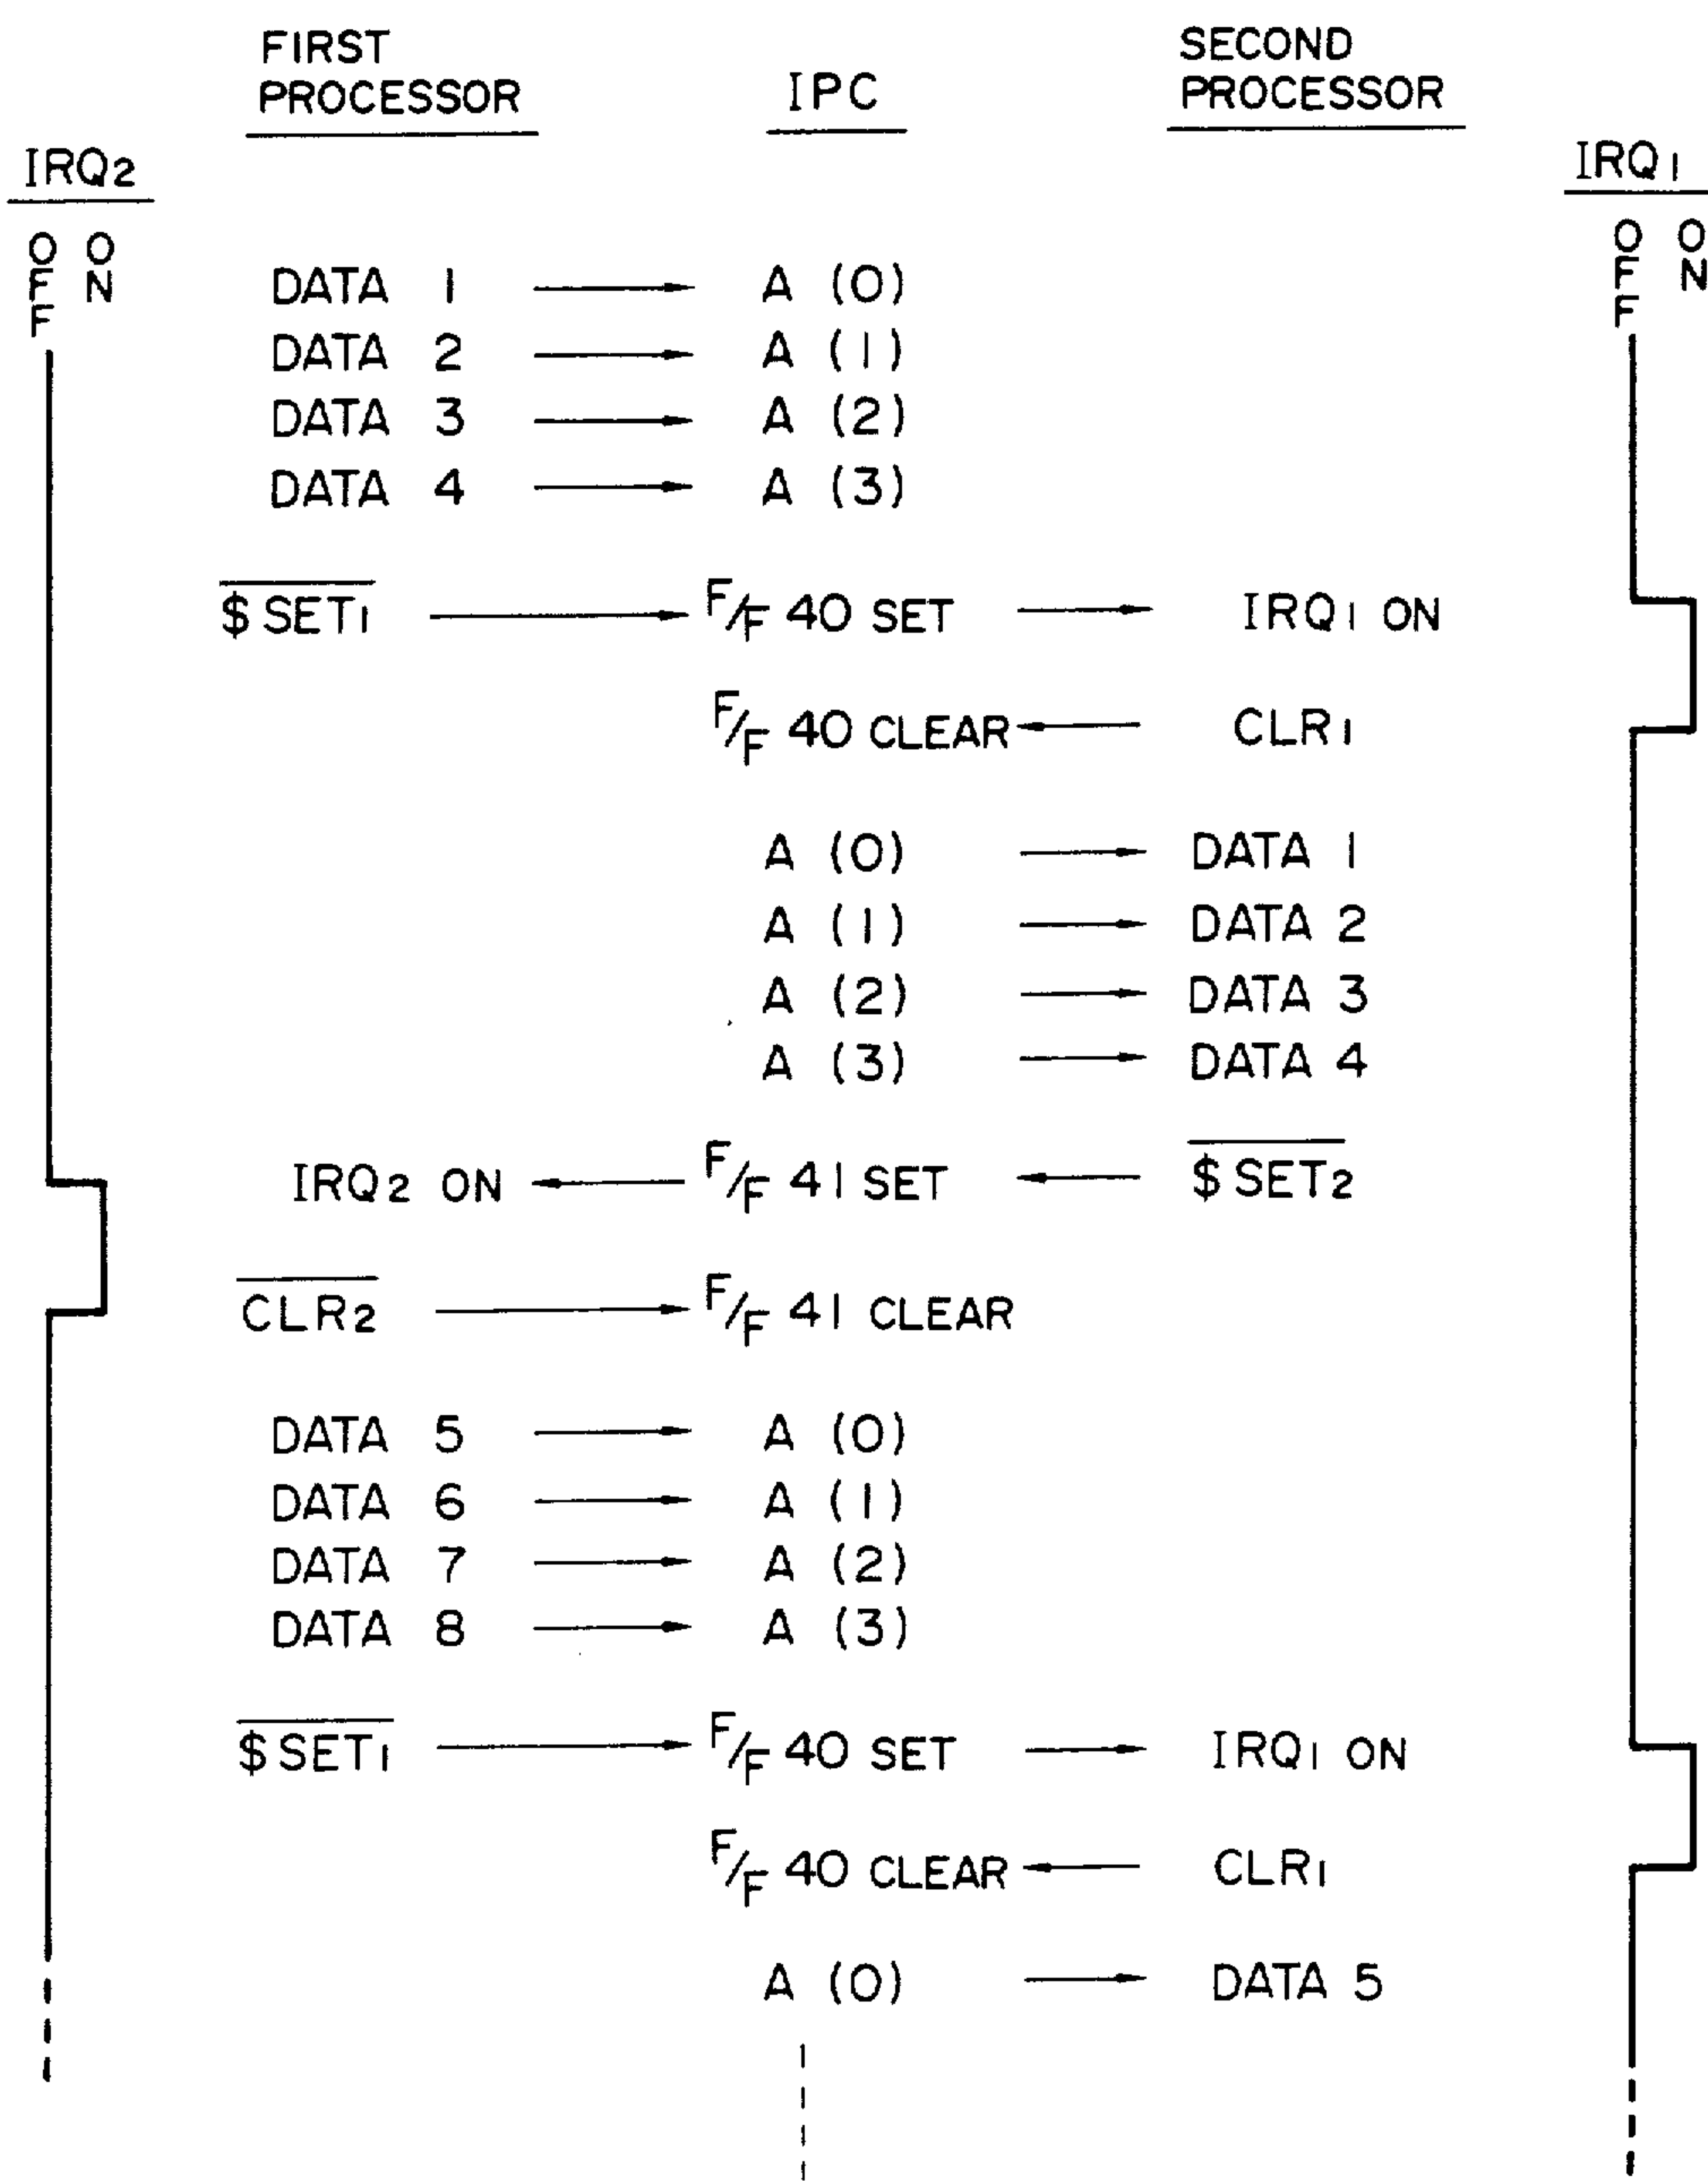 FIRST PROCESSOR
IPC
SECOND PROCESSOR
IRQ2
IRQ1
OFF ON
OFF ON
DATA 1 → A (0)
DATA 2 → A (1)
DATA 3 → A (2)
DATA 4 → A (3)
$SET1 → F/F 40 SET → IRQ1 ON
F/F 40 CLEAR ← CLR1
A (0) → DATA 1
A (1) → DATA 2
A (2) → DATA 3
A (3) → DATA 4
IRQ2 ON ← F/F 41 SET ← $SET2
CLR2 → F/F 41 CLEAR
DATA 5 → A (0)
DATA 6 → A (1)
DATA 7 → A (2)
DATA 8 → A (3)
$SET1 → F/F 40 SET → IRQ1 ON
F/F 40 CLEAR ← CLR1
A (0) → DATA 5